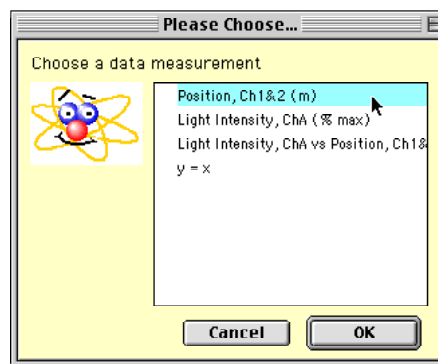 Please Choose...
Choose a data measurement
Position, Ch1&2 (m)
Light Intensity, ChA (% max)
Light Intensity, ChA vs Position, Ch1&
y = x
Cancel OK